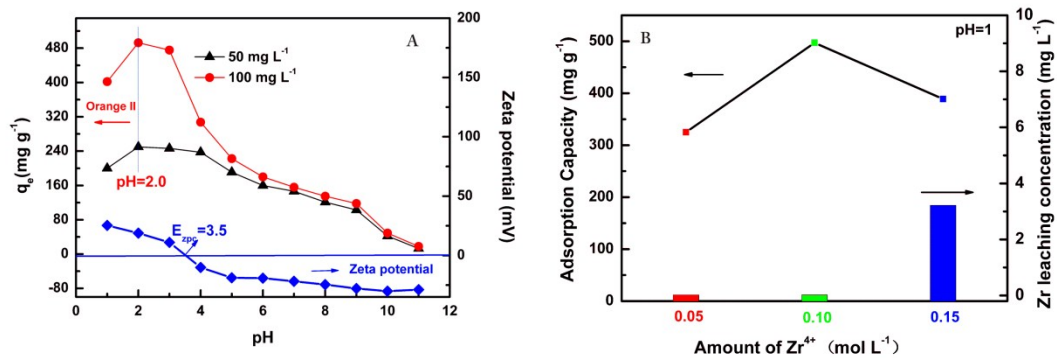 A
50 mg L⁻¹
100 mg L⁻¹
Orange II
pH=2.0
E_zpc=3.5
Zeta potential
qₑ(mg g⁻¹)
480
400
320
240
160
80
0
-80
Zeta potential (mV)
200
150
100
50
0
0 2 4 6 8 10 12
pH
B
pH=1
Adsorption Capacity (mg g⁻¹)
500
400
300
200
100
0
Zr leaching concentration (mg L⁻¹)
10
8
6
4
2
0
0.05 0.10 0.15
Amount of Zr⁴⁺ (mol L⁻¹)